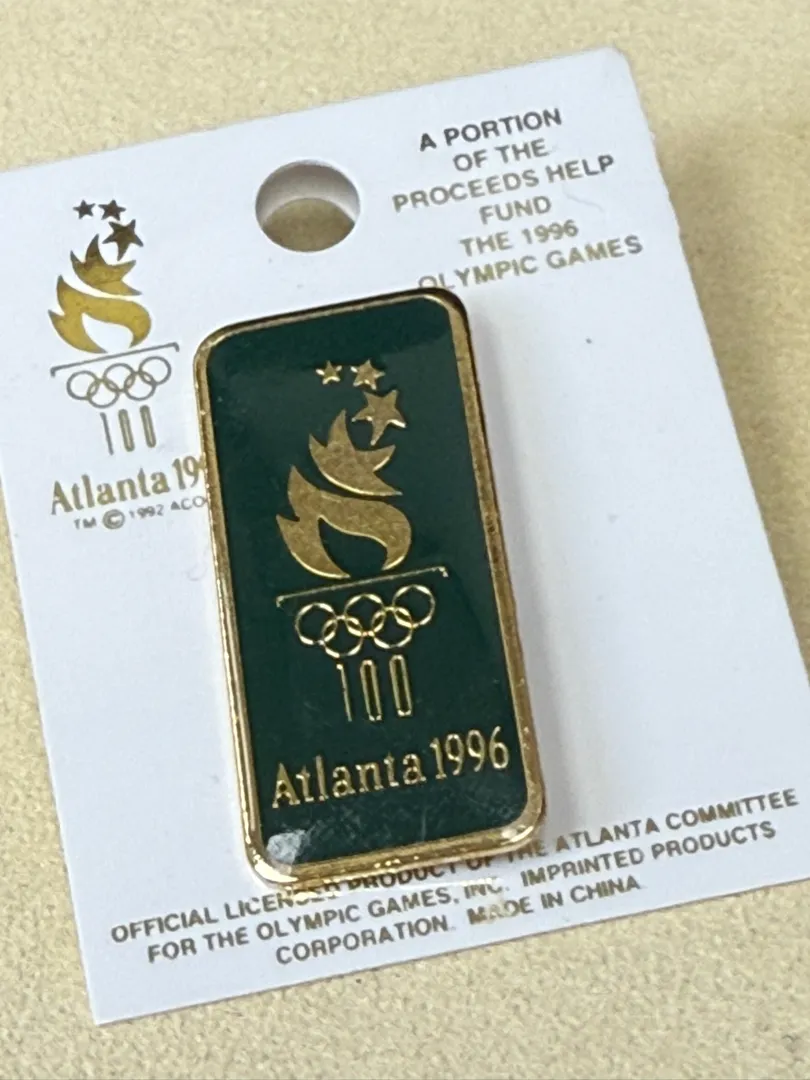 A PORTION
OF THE
PROCEEDS HELP
FUND
THE 1996
OLYMPIC GAMES
100
Atlanta 199
TM © 1992 ACO
100
Atlanta 1996
OFFICIAL LICENSED PRODUCT OF THE ATLANTA COMMITTEE
FOR THE OLYMPIC GAMES, INC. IMPRINTED PRODUCTS
CORPORATION. MADE IN CHINA